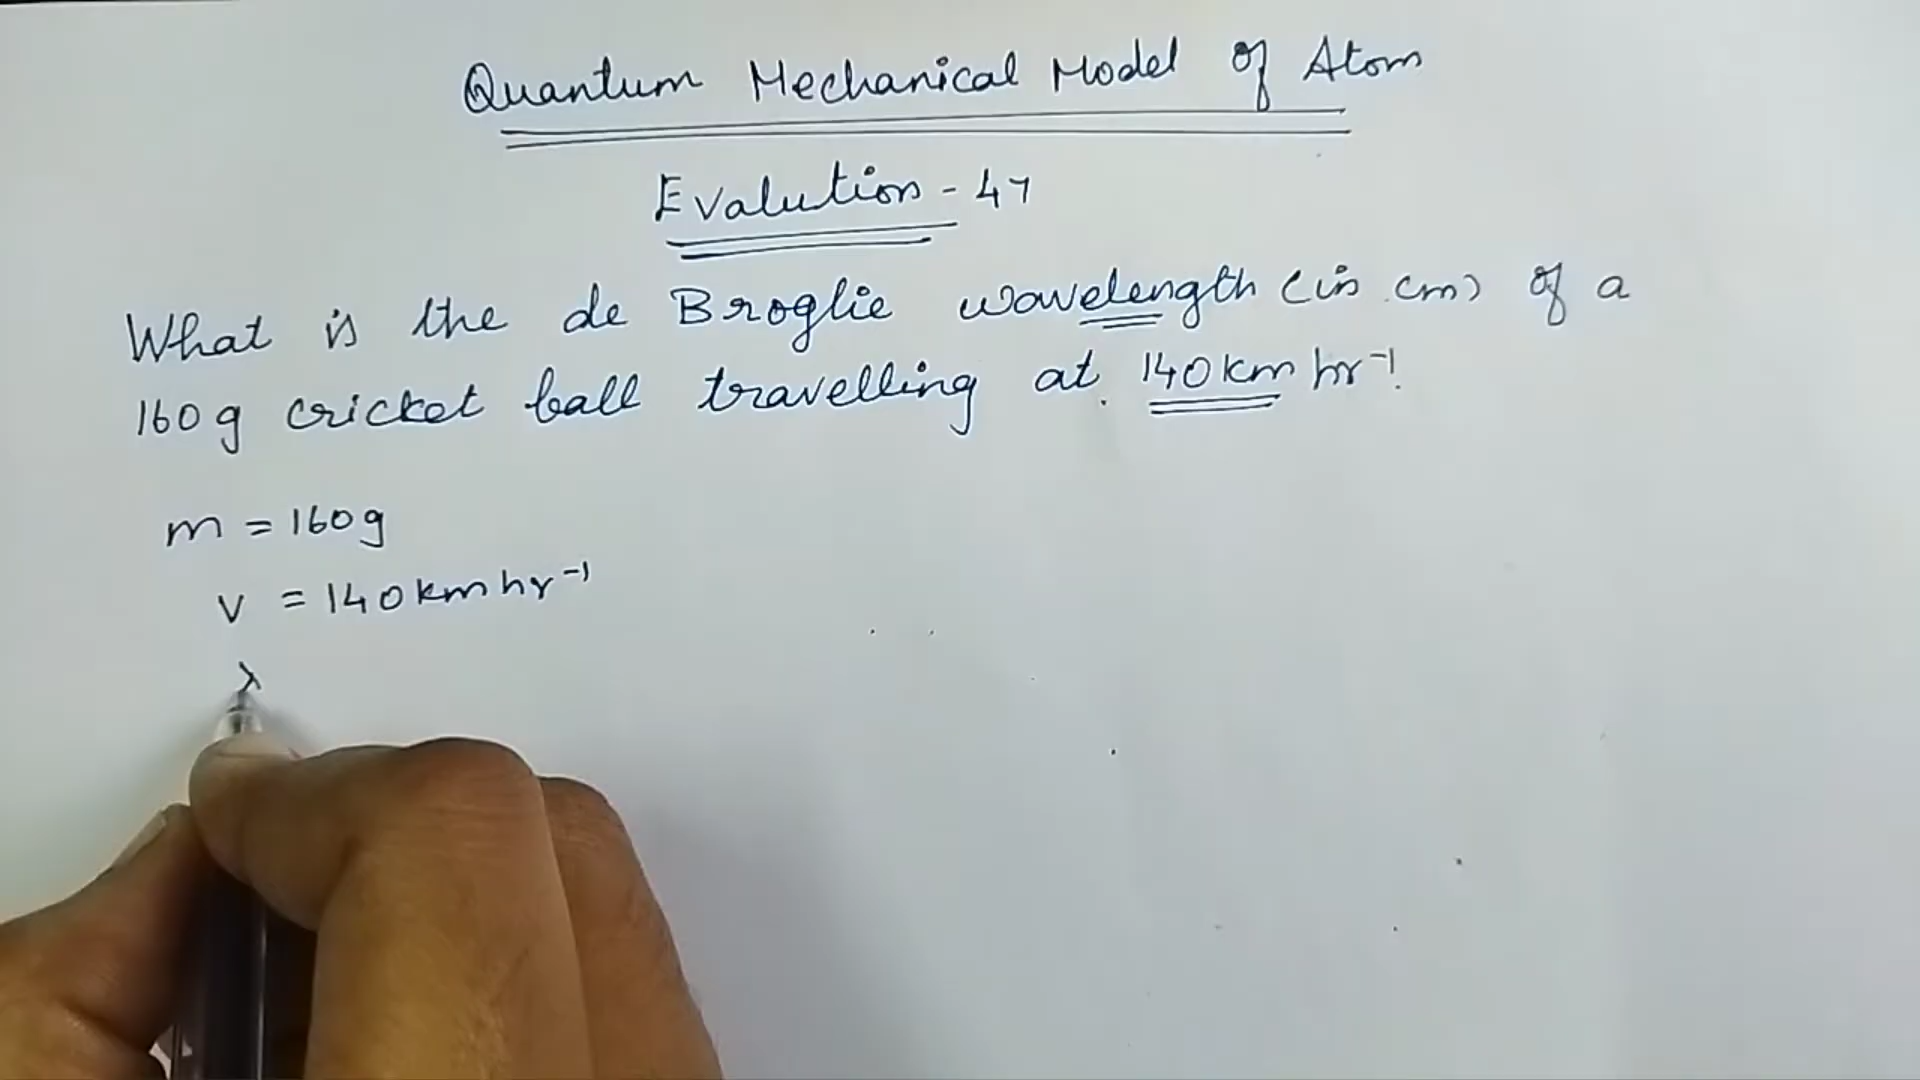 Quantum Mechanical Model of Atom
Evalution - 47
What is the de Broglie wavelength (in cm) of a
160g cricket ball travelling at 140km hr⁻¹.
m = 160g
v = 140km hr⁻¹
λ